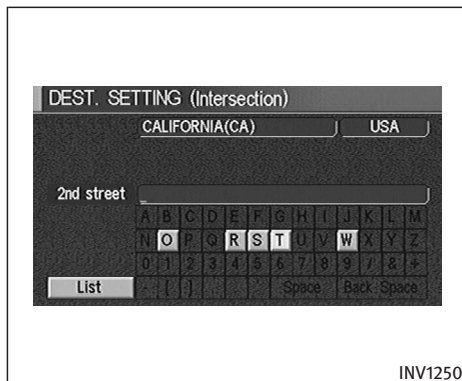 DEST. SETTING (Intersection)
CALIFORNIA(CA) USA
2nd street _
A B C D E F G H I J K L M
N O P Q R S T U V W X Y Z
0 1 2 3 4 5 6 7 8 9 / & +
List - [ ] . , ' Space Back Space
INV1250